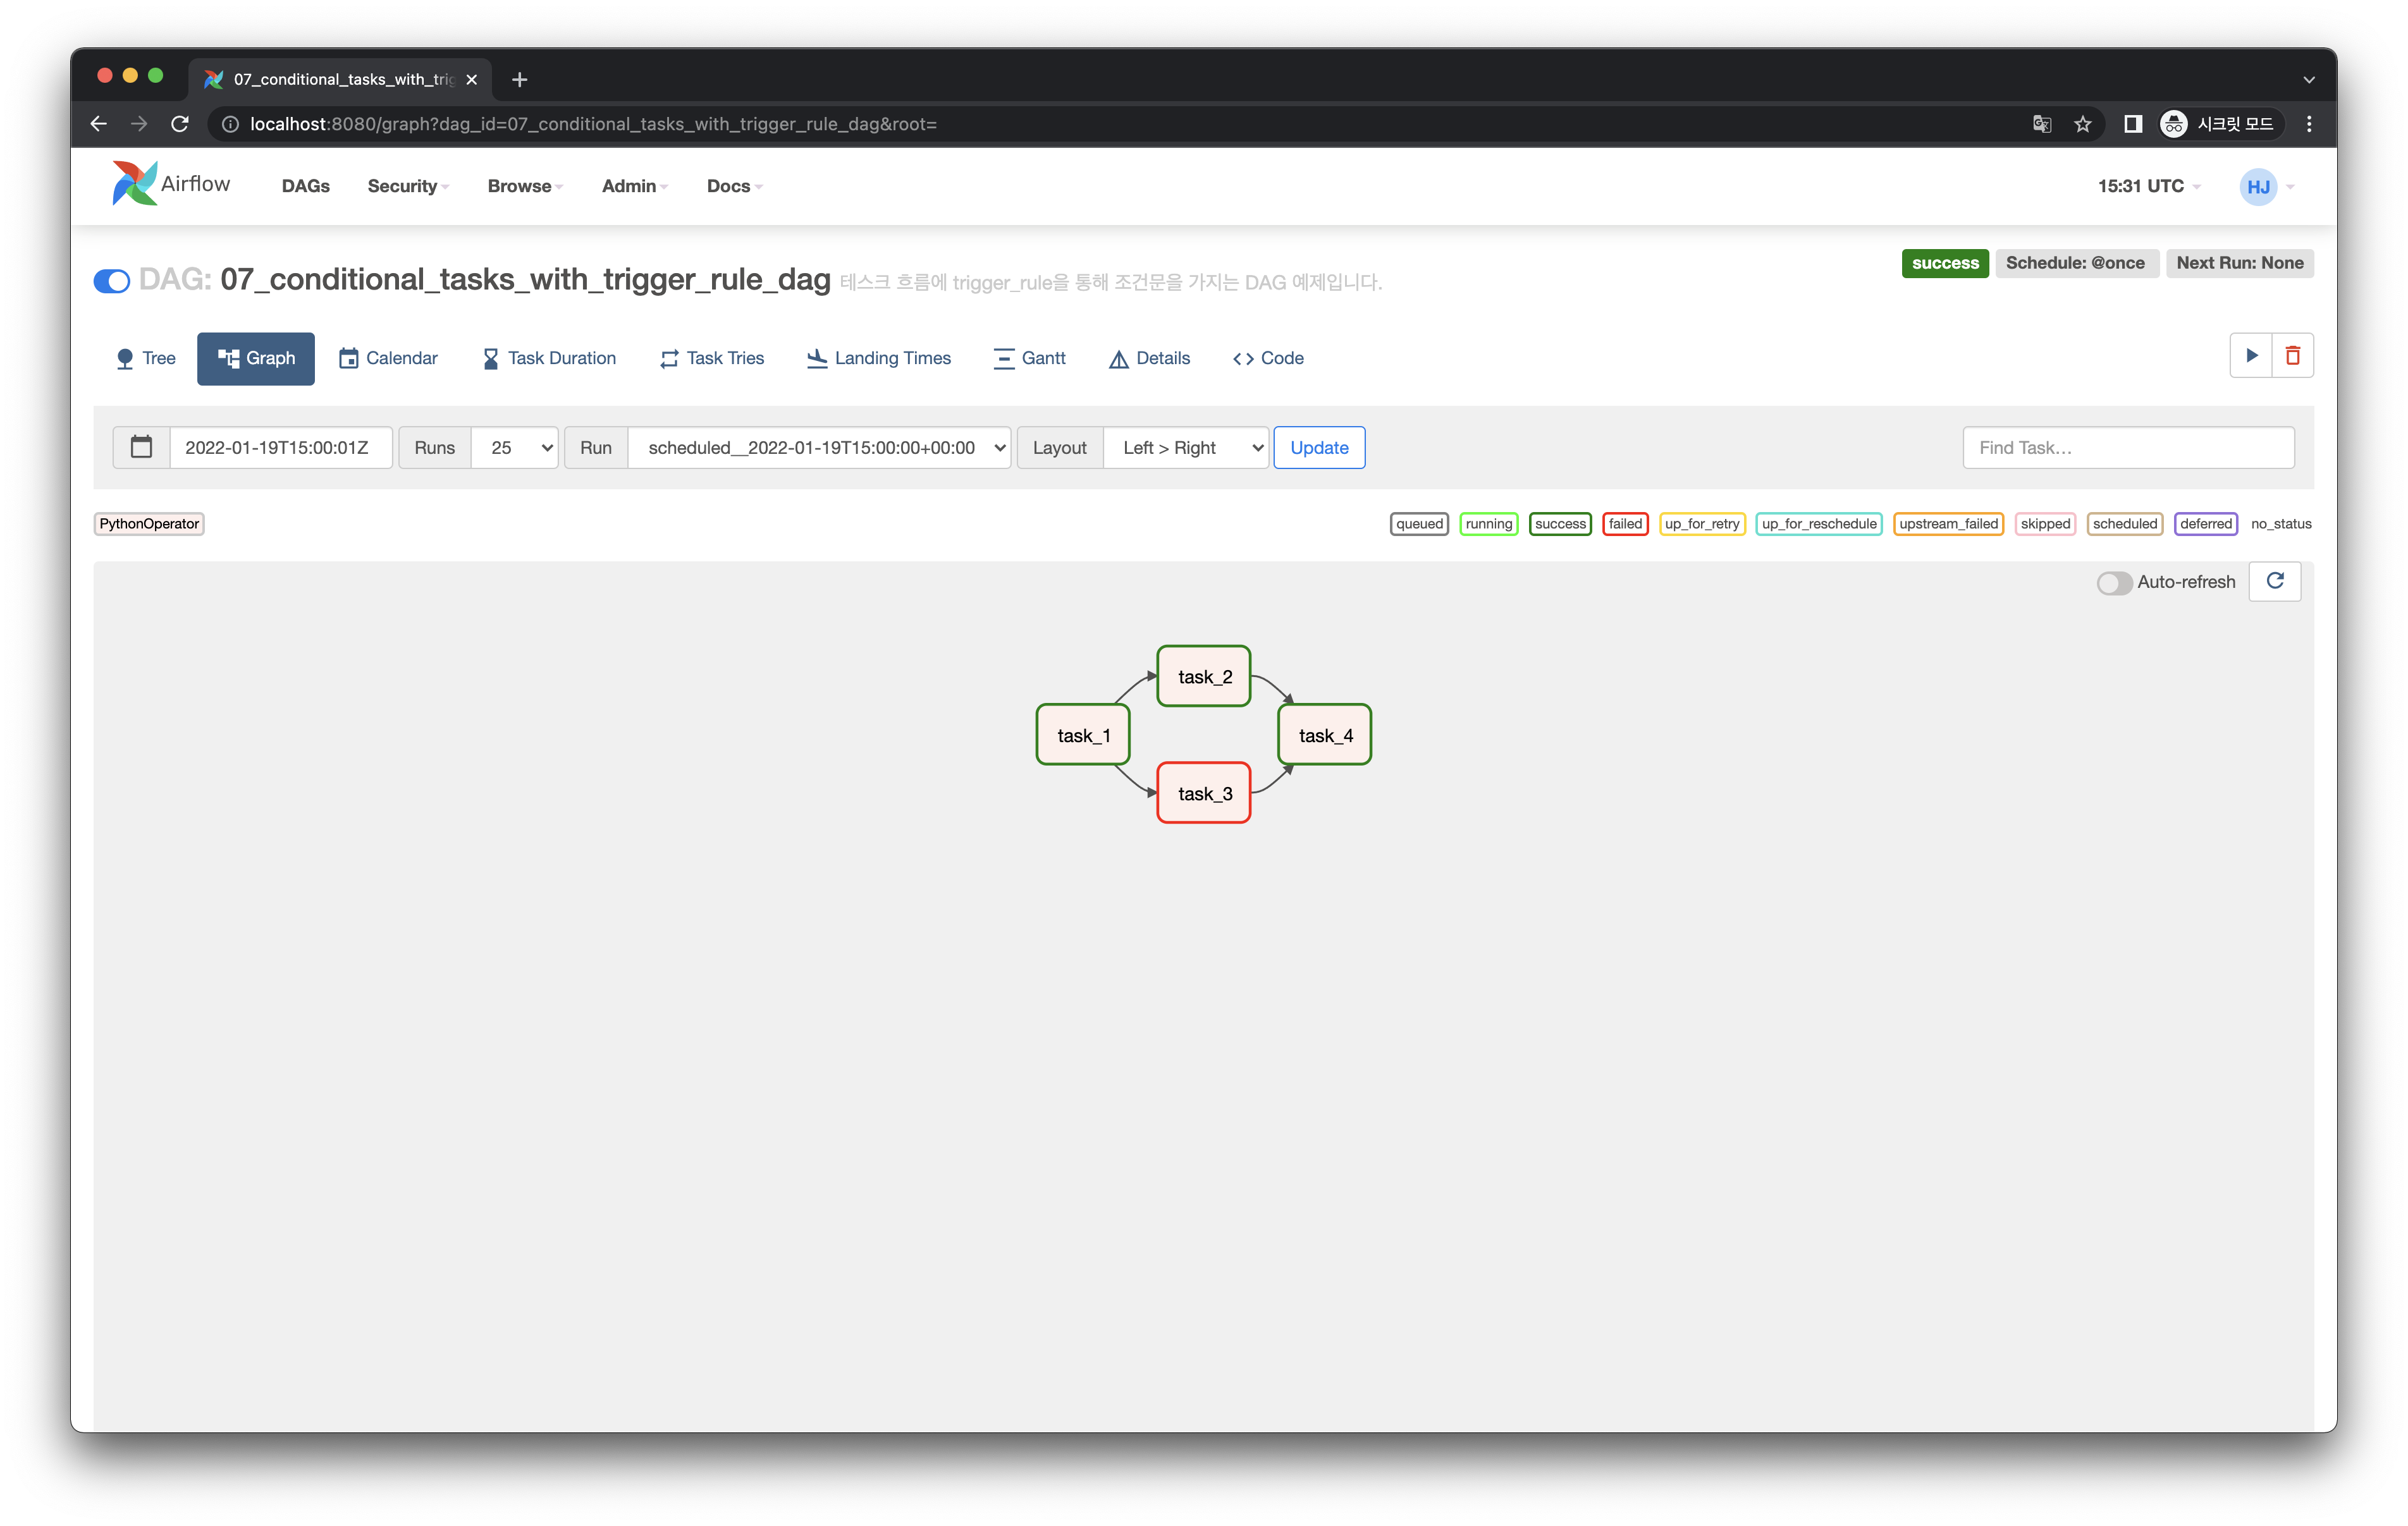 07_conditional_tasks_with_trig
localhost:8080/graph?dag_id=07_conditional_tasks_with_trigger_rule_dag&root=
시크릿 모드
Airflow DAGs Security Browse Admin Docs 15:31 UTC HJ
DAG: 07_conditional_tasks_with_trigger_rule_dag 테스크 흐름에 trigger_rule을 통해 조건문을 가지는 DAG 예제입니다.
success Schedule: @once Next Run: None
Tree Graph Calendar Task Duration Task Tries Landing Times Gantt Details Code
2022-01-19T15:00:01Z Runs 25 Run scheduled__2022-01-19T15:00:00+00:00 Layout Left > Right Update Find Task…
PythonOperator queued running success failed up_for_retry up_for_reschedule upstream_failed skipped scheduled deferred no_status
Auto-refresh
task_2
task_1 task_4
task_3